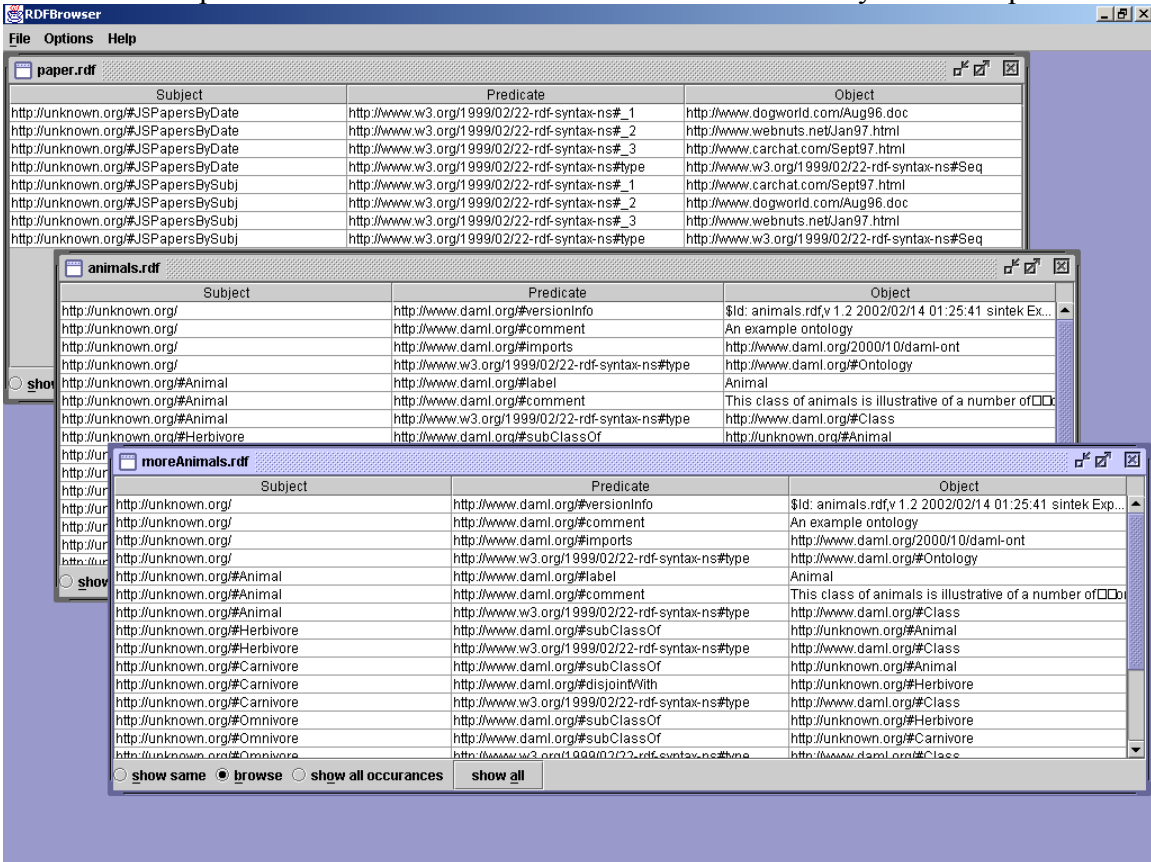 RDFBrowser
File Options Help
paper.rdf
Subject Predicate Object
http://unknown.org/#JSPapersByDate http://www.w3.org/1999/02/22-rdf-syntax-ns#_1 http://www.dogworld.com/Aug96.doc
http://unknown.org/#JSPapersByDate http://www.w3.org/1999/02/22-rdf-syntax-ns#_2 http://www.webnuts.net/Jan97.html
http://unknown.org/#JSPapersByDate http://www.w3.org/1999/02/22-rdf-syntax-ns#_3 http://www.carchat.com/Sept97.html
http://unknown.org/#JSPapersByDate http://www.w3.org/1999/02/22-rdf-syntax-ns#type http://www.w3.org/1999/02/22-rdf-syntax-ns#Seq
http://unknown.org/#JSPapersBySubj http://www.w3.org/1999/02/22-rdf-syntax-ns#_1 http://www.carchat.com/Sept97.html
http://unknown.org/#JSPapersBySubj http://www.w3.org/1999/02/22-rdf-syntax-ns#_2 http://www.dogworld.com/Aug96.doc
http://unknown.org/#JSPapersBySubj http://www.w3.org/1999/02/22-rdf-syntax-ns#_3 http://www.webnuts.net/Jan97.html
http://unknown.org/#JSPapersBySubj http://www.w3.org/1999/02/22-rdf-syntax-ns#type http://www.w3.org/1999/02/22-rdf-syntax-ns#Seq
animals.rdf
Subject Predicate Object
http://unknown.org/ http://www.daml.org/#versionInfo $Id: animals.rdf,v 1.2 2002/02/14 01:25:41 sintek Ex...
http://unknown.org/ http://www.daml.org/#comment An example ontology
http://unknown.org/ http://www.daml.org/#imports http://www.daml.org/2000/10/daml-ont
http://unknown.org/ http://www.w3.org/1999/02/22-rdf-syntax-ns#type http://www.daml.org/#Ontology
http://unknown.org/#Animal http://www.daml.org/#label Animal
http://unknown.org/#Animal http://www.daml.org/#comment This class of animals is illustrative of a number of
http://unknown.org/#Animal http://www.w3.org/1999/02/22-rdf-syntax-ns#type http://www.daml.org/#Class
http://unknown.org/#Herbivore http://www.daml.org/#subClassOf http://unknown.org/#Animal
moreAnimals.rdf
Subject Predicate Object
http://unknown.org/ http://www.daml.org/#versionInfo $Id: animals.rdf,v 1.2 2002/02/14 01:25:41 sintek Exp...
http://unknown.org/ http://www.daml.org/#comment An example ontology
http://unknown.org/ http://www.daml.org/#imports http://www.daml.org/2000/10/daml-ont
http://unknown.org/ http://www.w3.org/1999/02/22-rdf-syntax-ns#type http://www.daml.org/#Ontology
http://unknown.org/#Animal http://www.daml.org/#label Animal
http://unknown.org/#Animal http://www.daml.org/#comment This class of animals is illustrative of a number of
http://unknown.org/#Animal http://www.w3.org/1999/02/22-rdf-syntax-ns#type http://www.daml.org/#Class
http://unknown.org/#Herbivore http://www.daml.org/#subClassOf http://unknown.org/#Animal
http://unknown.org/#Herbivore http://www.w3.org/1999/02/22-rdf-syntax-ns#type http://www.daml.org/#Class
http://unknown.org/#Carnivore http://www.daml.org/#subClassOf http://unknown.org/#Animal
http://unknown.org/#Carnivore http://www.daml.org/#disjointWith http://unknown.org/#Herbivore
http://unknown.org/#Carnivore http://www.w3.org/1999/02/22-rdf-syntax-ns#type http://www.daml.org/#Class
http://unknown.org/#Omnivore http://www.daml.org/#subClassOf http://unknown.org/#Herbivore
http://unknown.org/#Omnivore http://www.daml.org/#subClassOf http://unknown.org/#Carnivore
http://unknown.org/#Omnivore http://www.w3.org/1999/02/22-rdf-syntax-ns#type http://www.daml.org/#Class
show same browse show all occurances show all